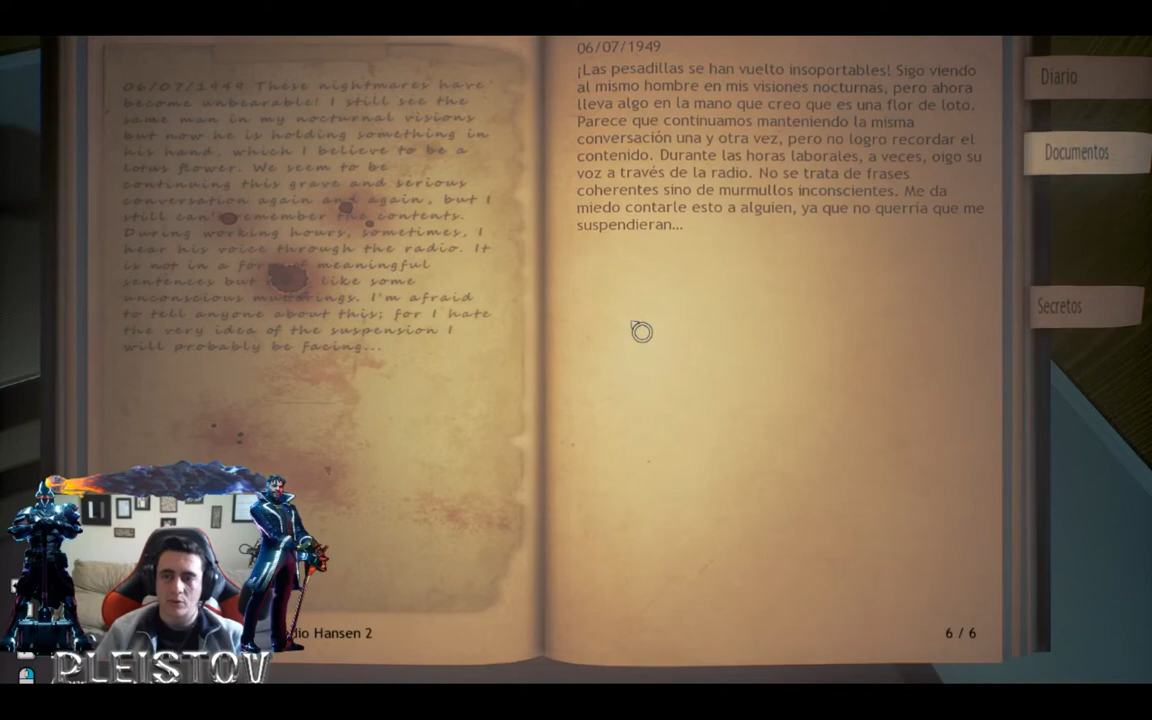 06/07/1949 These nightmares have
become unbearable! I still see the
same man in my nocturnal visions
but now he is holding something in
his hand, which I believe to be a
lotus flower. We seem to be
continuing this grave and serious
conversation again and again, but I
still can't remember the contents.
During working hours, sometimes, I
hear his voice through the radio. It
is not in a form of meaningful
sentences but like some
unconscious mutterings. I'm afraid
to tell anyone about this; for I hate
the very idea of the suspension I
will probably be facing...
dio Hansen 2
06/07/1949
¡Las pesadillas se han vuelto insoportables! Sigo viendo
al mismo hombre en mis visiones nocturnas, pero ahora
lleva algo en la mano que creo que es una flor de loto.
Parece que continuamos manteniendo la misma
conversación una y otra vez, pero no logro recordar el
contenido. Durante las horas laborales, a veces, oigo su
voz a través de la radio. No se trata de frases
coherentes sino de murmullos inconscientes. Me da
miedo contarle esto a alguien, ya que no querría que me
suspendieran...
6 / 6
Diario
Documentos
Secretos
PLEISTOV